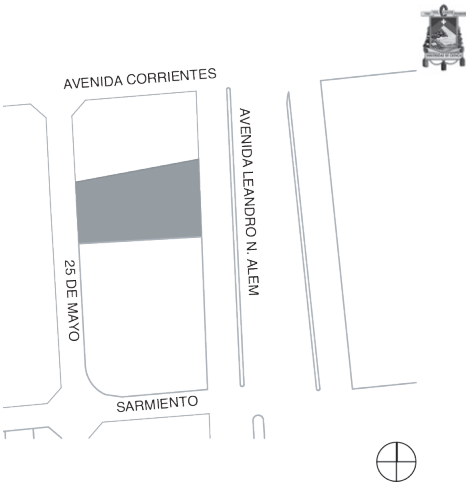 AVENIDA CORRIENTES
AVENIDA LEANDRO N. ALEM
25 DE MAYO
SARMIENTO